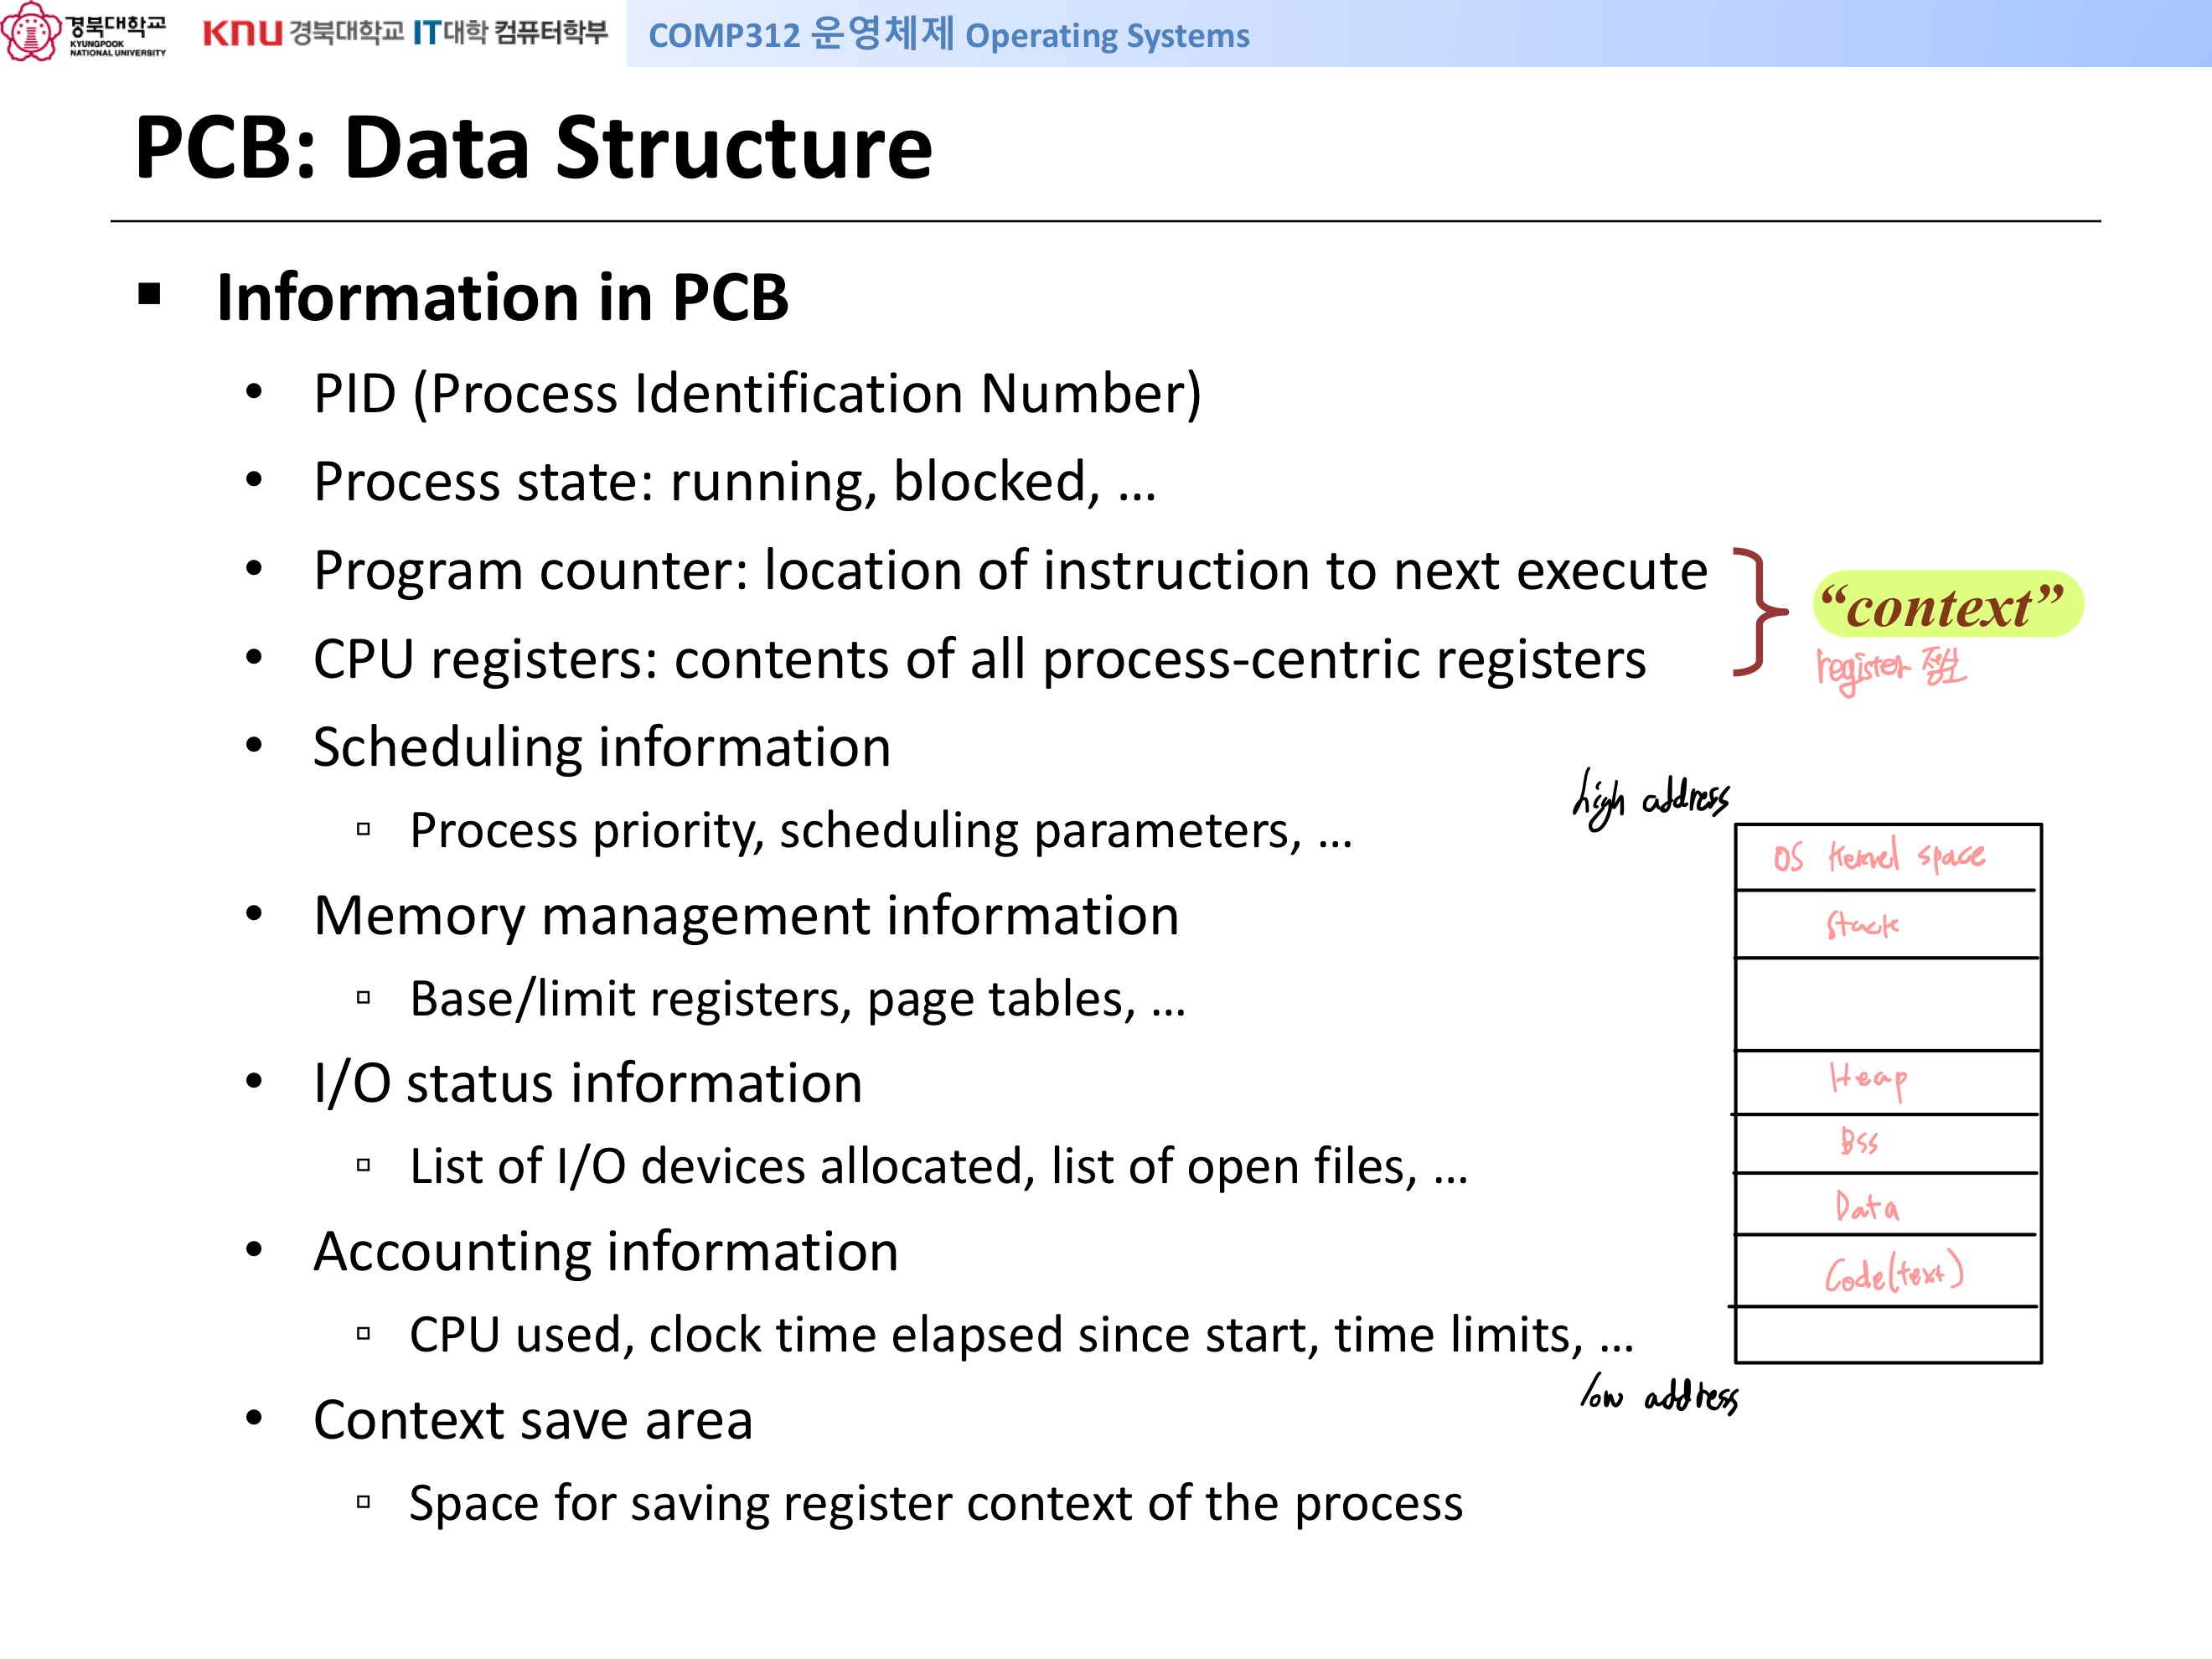 경북대학교
KYUNGPOOK
NATIONAL UNIVERSITY
KNU 경북대학교 IT대학 컴퓨터학부
COMP312 운영체제 Operating Systems
PCB: Data Structure
▪ Information in PCB
• PID (Process Identification Number)
• Process state: running, blocked, …
• Program counter: location of instruction to next execute
• CPU registers: contents of all process-centric registers
“context”
register 정보
• Scheduling information
▫ Process priority, scheduling parameters, …
• Memory management information
▫ Base/limit registers, page tables, …
• I/O status information
▫ List of I/O devices allocated, list of open files, …
• Accounting information
▫ CPU used, clock time elapsed since start, time limits, …
• Context save area
▫ Space for saving register context of the process
high address
OS kernel space
Stack
Heap
Bss
Data
Code(text)
low address